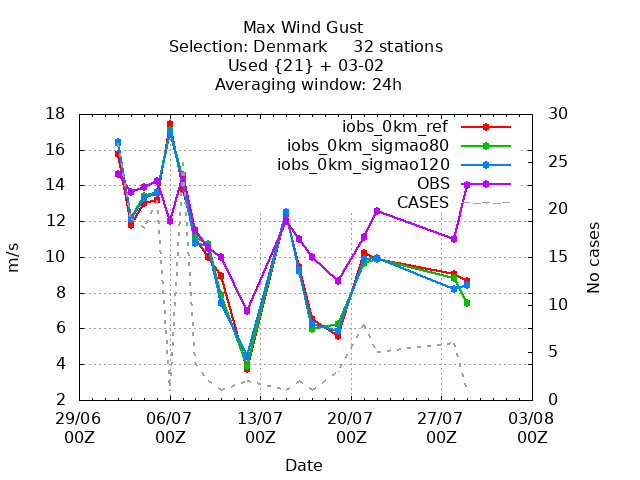 Max Wind Gust
Selection: Denmark 32 stations
Used {21} + 03-02
Averaging window: 24h
18
16
14
12
10
8
6
4
2
m/s
30
25
20
15
10
5
0
No cases
iobs_0km_ref
iobs_0km_sigmao80
iobs_0km_sigmao120
OBS
CASES
29/06 06/07 13/07 20/07 27/07 03/08
00Z 00Z 00Z 00Z 00Z 00Z
Date